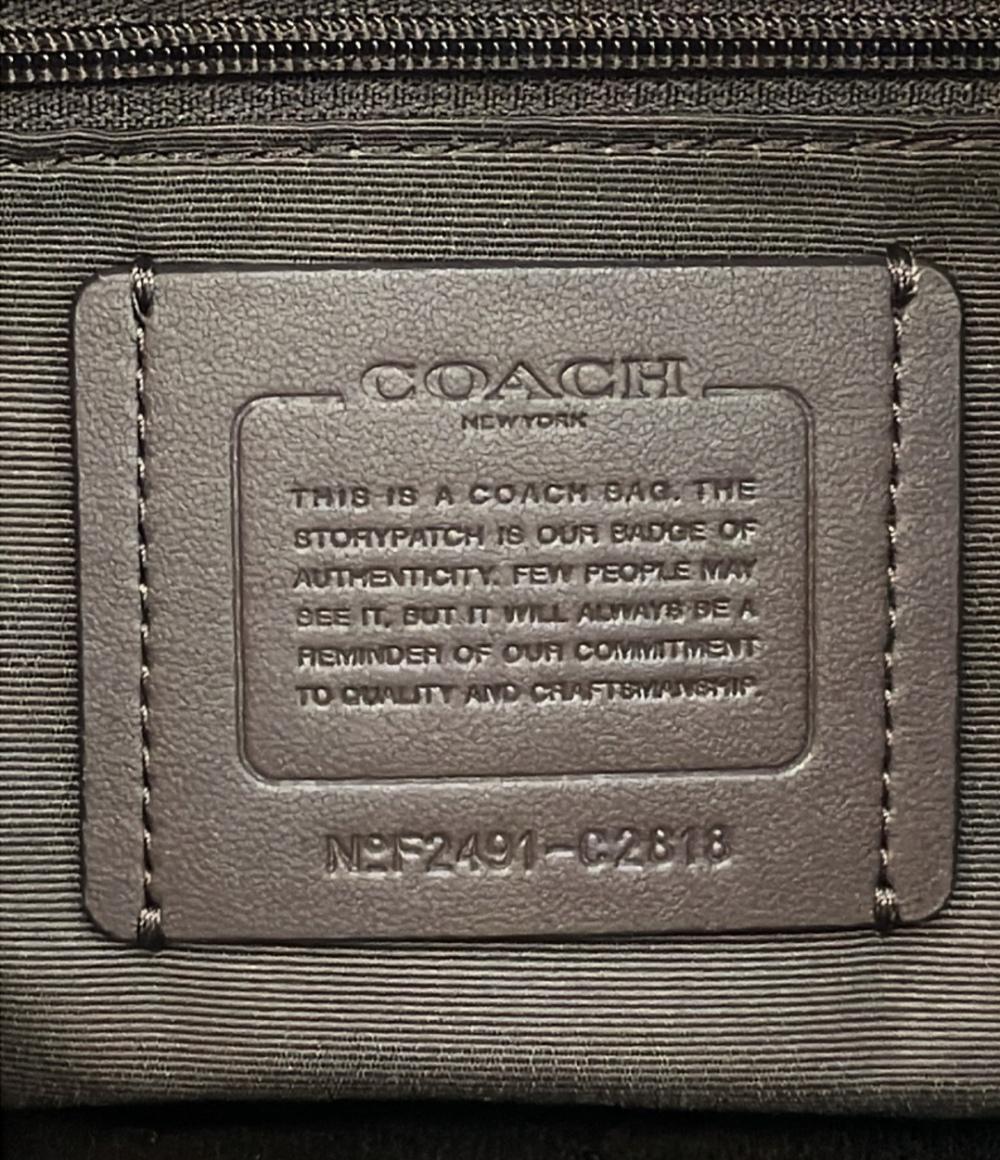 COACH
NEW YORK
THIS IS A COACH BAG. THE
STORYPATCH IS OUR BADGE OF
AUTHENTICITY. FEW PEOPLE MAY
SEE IT, BUT IT WILL ALWAYS BE A
REMINDER OF OUR COMMITMENT
TO QUALITY AND CRAFTSMANSHIP.
NºF2491-C2818